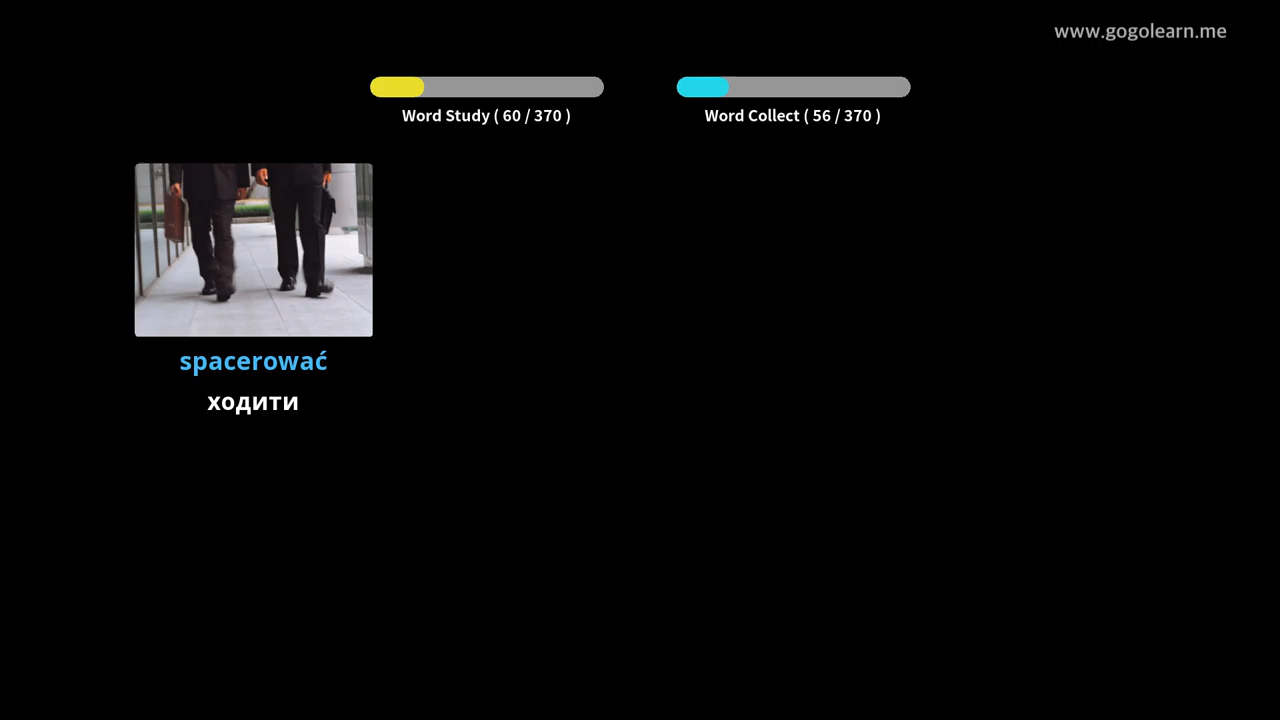 www.gogolearn.me
Word Study ( 60 / 370 )
Word Collect ( 56 / 370 )
spacerować
ходити